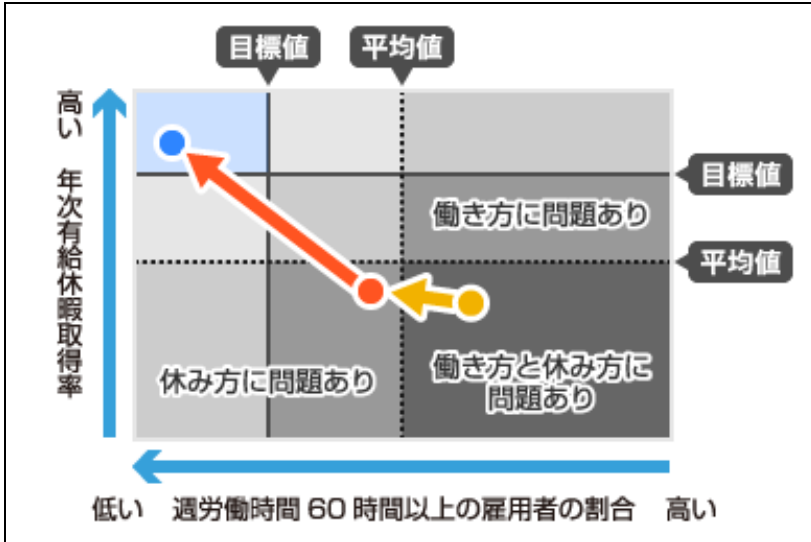 目標値
平均値
高い 年次有給休暇取得率
目標値
働き方に問題あり
平均値
休み方に問題あり
働き方と休み方に
問題あり
低い 週労働時間 60 時間以上の雇用者の割合 高い